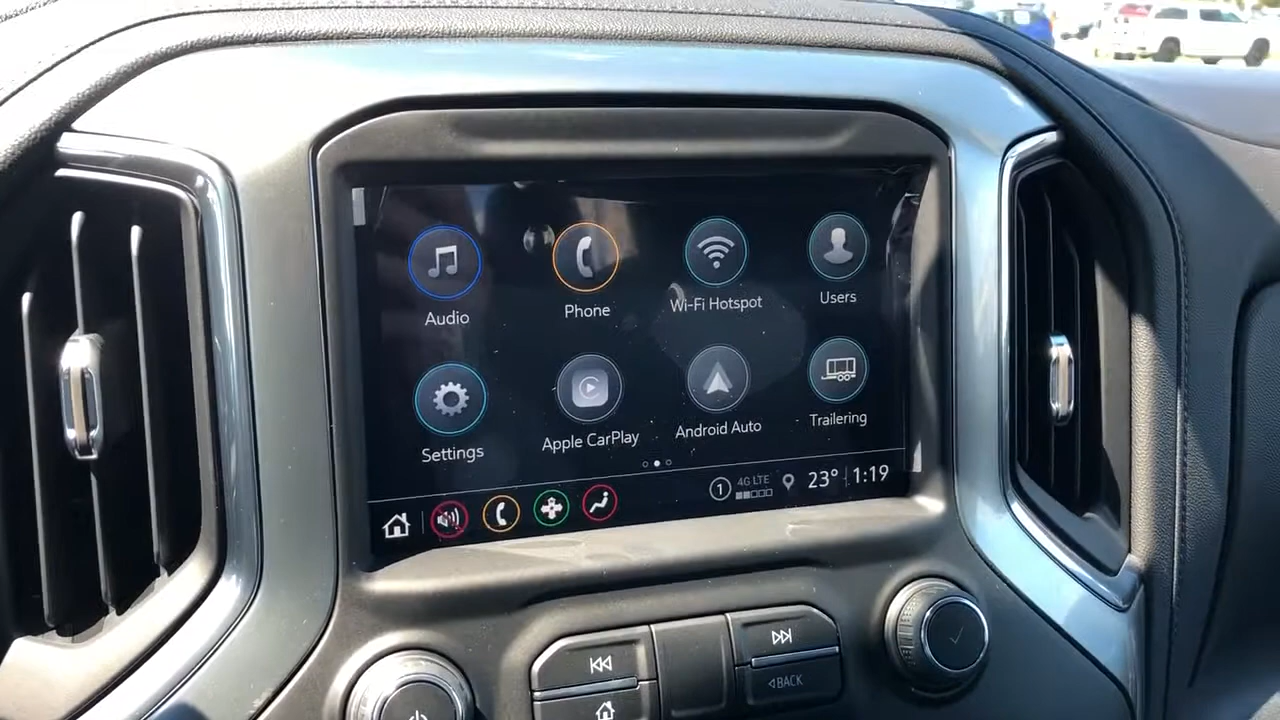 Audio
Phone
Wi-Fi Hotspot
Users
Settings
Apple CarPlay
Android Auto
Trailering
1
4G LTE
23°
1:19
BACK